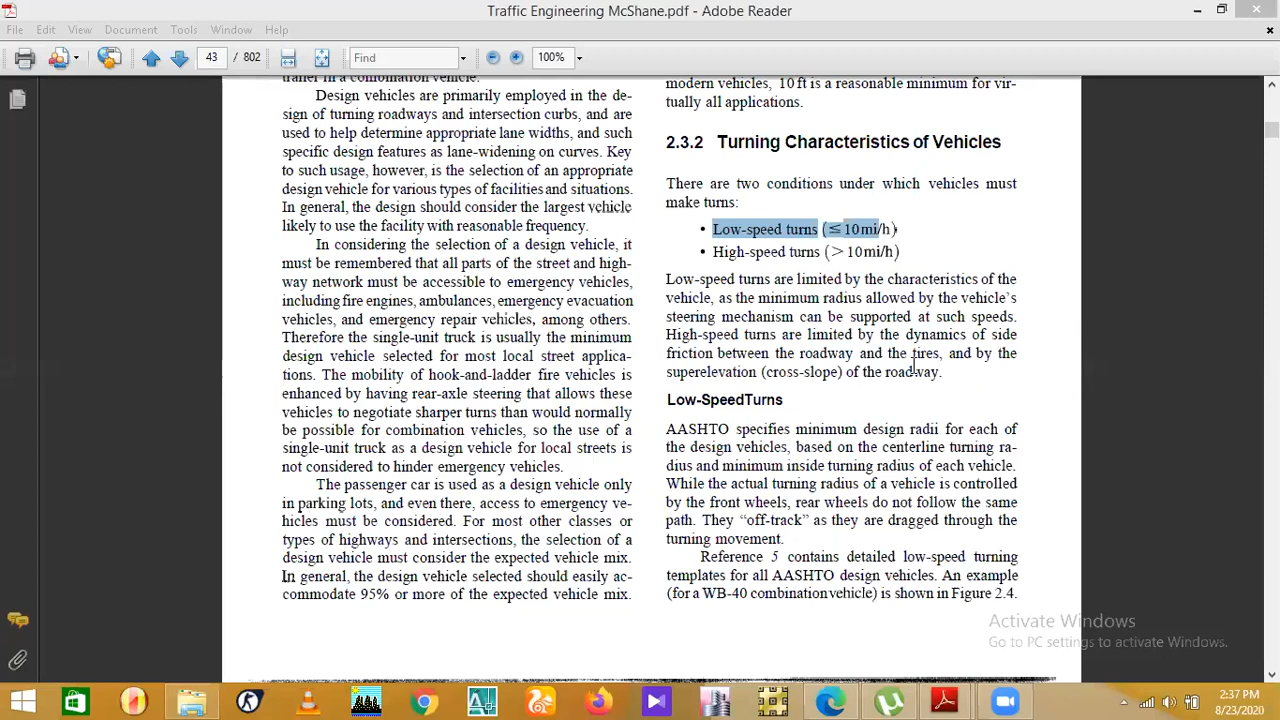 Traffic Engineering McShane.pdf - Adobe Reader
File Edit View Document Tools Window Help
43 / 802 Find 100%
trailer in a combination vehicle.
Design vehicles are primarily employed in the de-
sign of turning roadways and intersection curbs, and are
used to help determine appropriate lane widths, and such
specific design features as lane-widening on curves. Key
to such usage, however, is the selection of an appropriate
design vehicle for various types of facilities and situations.
In general, the design should consider the largest vehicle
likely to use the facility with reasonable frequency.
In considering the selection of a design vehicle, it
must be remembered that all parts of the street and high-
way network must be accessible to emergency vehicles,
including fire engines, ambulances, emergency evacuation
vehicles, and emergency repair vehicles, among others.
Therefore the single-unit truck is usually the minimum
design vehicle selected for most local street applica-
tions. The mobility of hook-and-ladder fire vehicles is
enhanced by having rear-axle steering that allows these
vehicles to negotiate sharper turns than would normally
be possible for combination vehicles, so the use of a
single-unit truck as a design vehicle for local streets is
not considered to hinder emergency vehicles.
The passenger car is used as a design vehicle only
in parking lots, and even there, access to emergency ve-
hicles must be considered. For most other classes or
types of highways and intersections, the selection of a
design vehicle must consider the expected vehicle mix.
In general, the design vehicle selected should easily ac-
commodate 95% or more of the expected vehicle mix.
modern vehicles, 10 ft is a reasonable minimum for vir-
tually all applications.
2.3.2 Turning Characteristics of Vehicles
There are two conditions under which vehicles must
make turns:
• Low-speed turns (≤10mi/h)
• High-speed turns (>10mi/h)
Low-speed turns are limited by the characteristics of the
vehicle, as the minimum radius allowed by the vehicle's
steering mechanism can be supported at such speeds.
High-speed turns are limited by the dynamics of side
friction between the roadway and the tires, and by the
superelevation (cross-slope) of the roadway.
Low-SpeedTurns
AASHTO specifies minimum design radii for each of
the design vehicles, based on the centerline turning ra-
dius and minimum inside turning radius of each vehicle.
While the actual turning radius of a vehicle is controlled
by the front wheels, rear wheels do not follow the same
path. They "off-track" as they are dragged through the
turning movement.
Reference 5 contains detailed low-speed turning
templates for all AASHTO design vehicles. An example
(for a WB-40 combination vehicle) is shown in Figure 2.4.
Activate Windows
Go to PC settings to activate Windows.
2:37 PM
8/23/2020